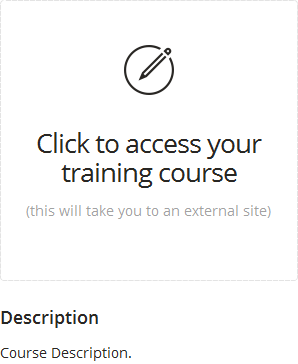 Click to access your
training course
(this will take you to an external site)
Description
Course Description.